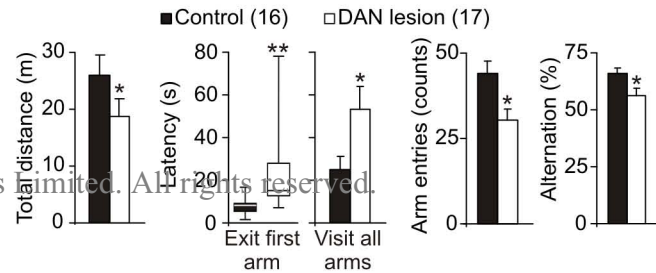 Control (16) DAN lesion (17)
Total distance (m)
30
20
10
0
*
Latency (s)
80
60
40
20
0
**
*
Exit first arm
Visit all arms
Arm entries (counts)
50
25
0
*
Alternation (%)
75
50
25
0
*
s Limited. All rights reserved.